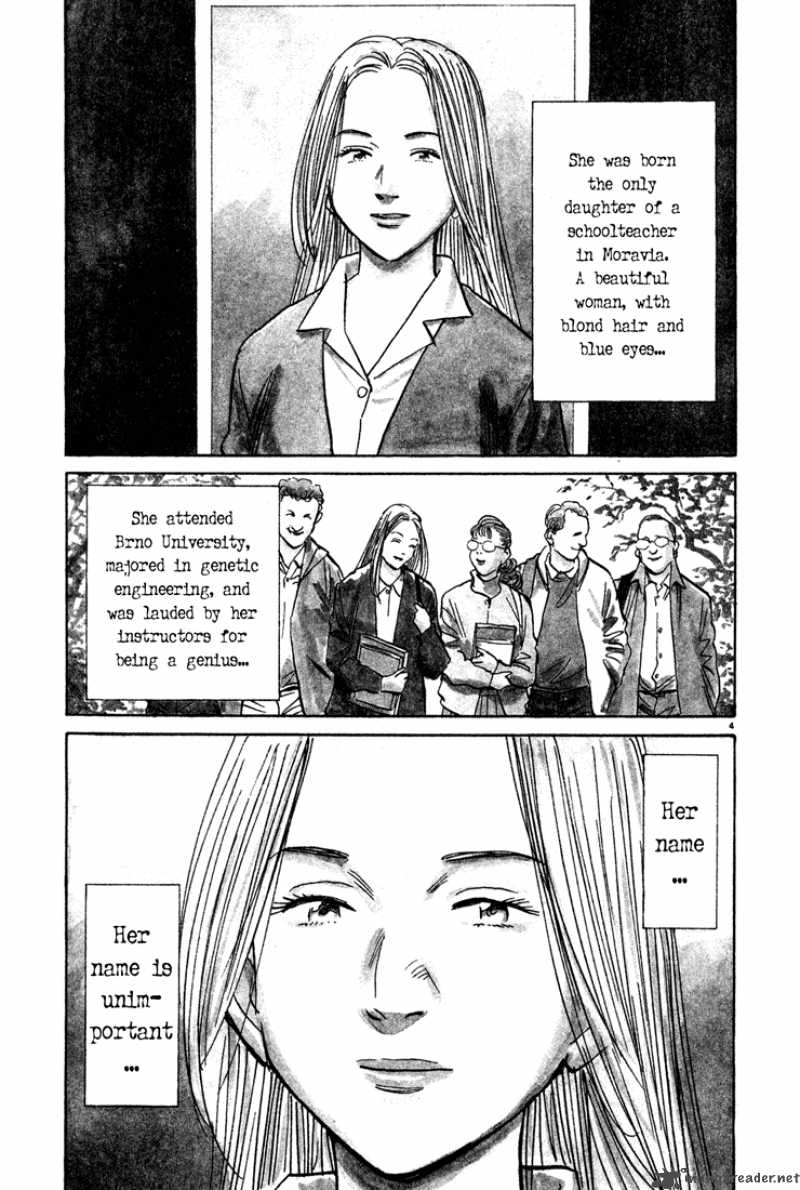 She was born
the only
daughter of a
schoolteacher
in Moravia.
A beautiful
woman, with
blond hair and
blue eyes...
She attended
Brno University,
majored in genetic
engineering, and
was lauded by her
instructors for
being a genius...
4
Her
name
...
Her
name is
unim-
portant
...